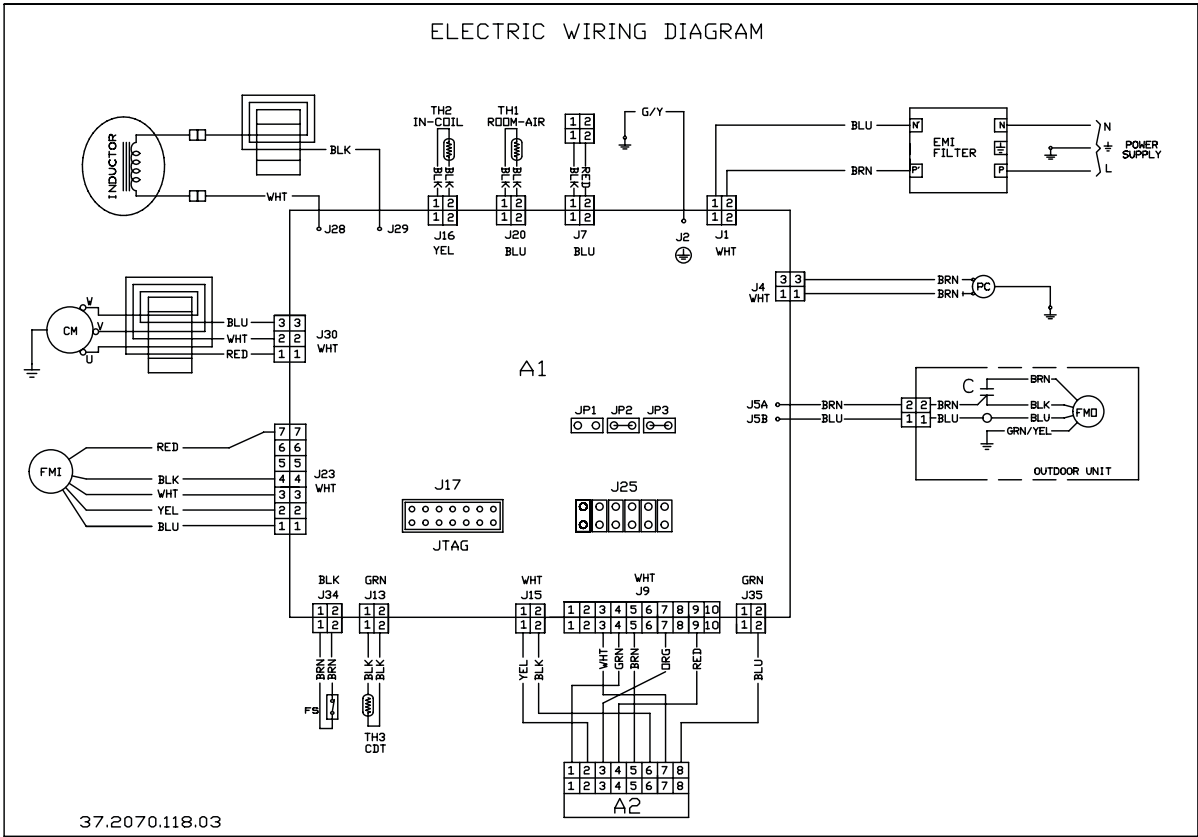 ELECTRIC WIRING DIAGRAM
INDUCTOR
BLK
WHT
J28
J29
TH2
IN-COIL
BLK
BLK
1 2
1 2
J16
YEL
TH1
ROOM-AIR
BLK
BLK
1 2
1 2
J20
BLU
1 2
1 2
BLK
RED
1 2
1 2
J7
BLU
G/Y
J2
1 2
1 2
J1
WHT
BLU
BRN
N' N
EMI
FILTER
P' P
N
POWER
SUPPLY
L
3 3
1 1
J4
WHT
BRN
BRN
PC
CM
W
V
U
BLU
WHT
RED
3 3
2 2
1 1
J30
WHT
A1
JP1 JP2 JP3
J5A
J5B
BRN
BLU
2 2
1 1
BRN
BLU
C
BRN
BLK
BLU
GRN/YEL
FMO
OUTDOOR UNIT
FMI
RED
BLK
WHT
YEL
BLU
7 7
6 6
5 5
4 4
3 3
2 2
1 1
J23
WHT
J17
JTAG
J25
BLK
J34
1 2
1 2
BRN
BRN
FS
GRN
J13
1 2
1 2
BLK
BLK
TH3
CDT
WHT
J15
1 2
1 2
YEL
BLK
WHT
J9
1 2 3 4 5 6 7 8 9 10
1 2 3 4 5 6 7 8 9 10
WHT
GRN
BRN
ORG
RED
GRN
J35
1 2
1 2
BLU
1 2 3 4 5 6 7 8
1 2 3 4 5 6 7 8
A2
37.2070.118.03